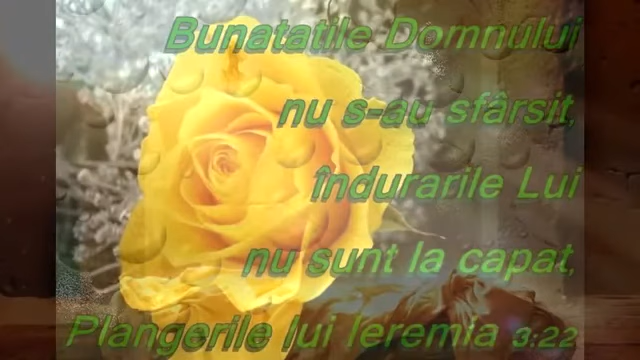 Bunatatile Domnului
nu s-au sfârsit,
îndurarile Lui
nu sunt la capat,
Plangerile lui Ieremia 3:22